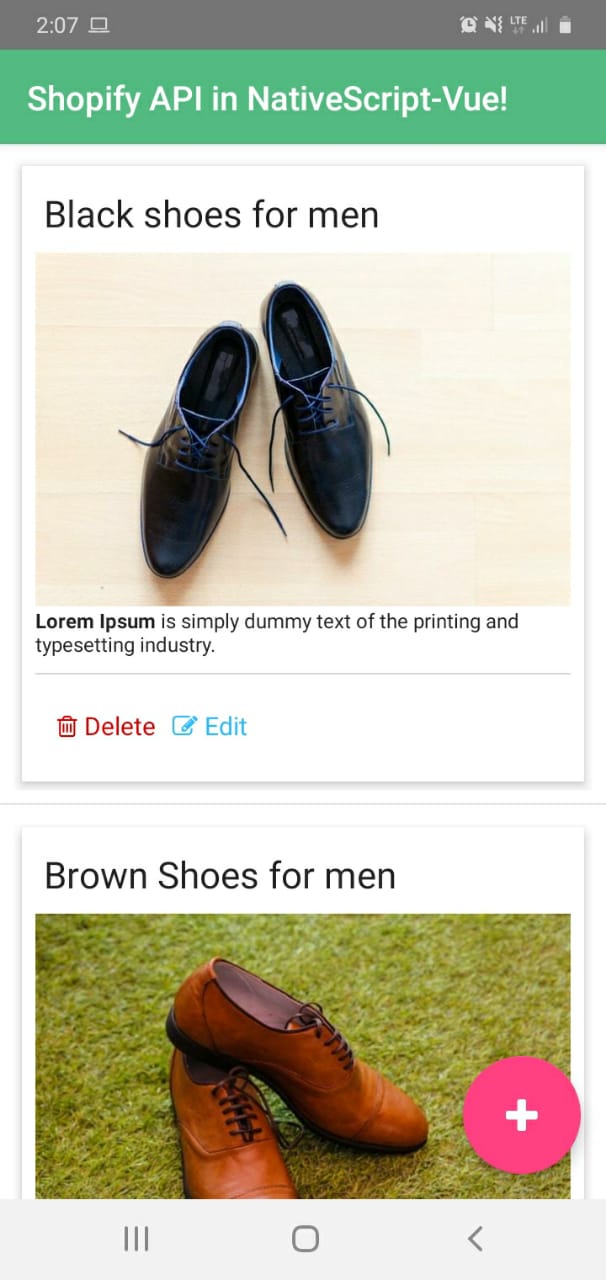 2:07
LTE
Shopify API in NativeScript-Vue!
Black shoes for men
Lorem Ipsum is simply dummy text of the printing and
typesetting industry.
Delete Edit
Brown Shoes for men